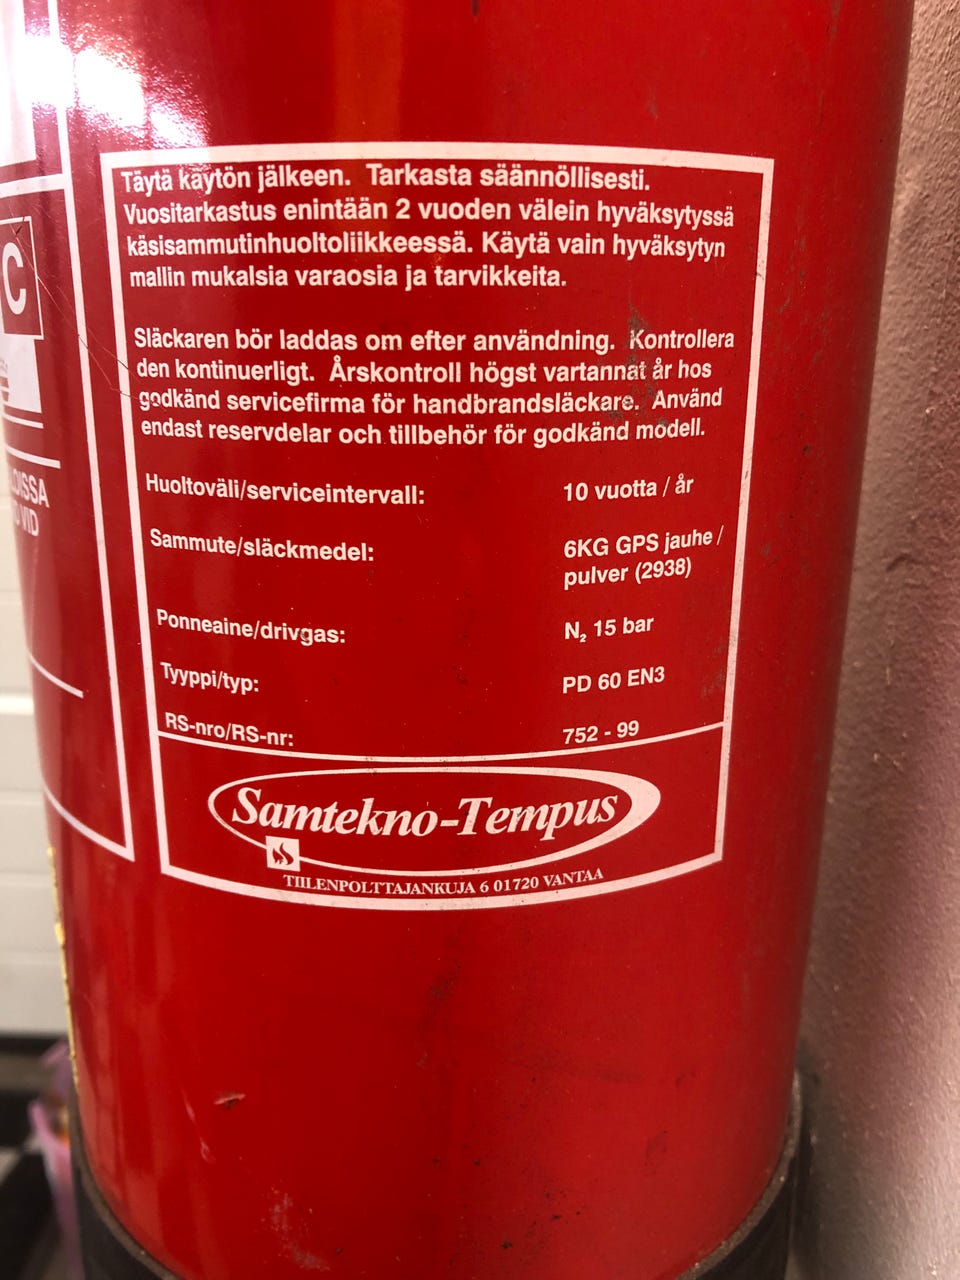 C
OISSA
VID
Täytä käytön jälkeen. Tarkasta säännöllisesti.
Vuositarkastus enintään 2 vuoden välein hyväksytyssä
käsisammutinhuoltoliikkeessä. Käytä vain hyväksytyn
mallin mukalsia varaosia ja tarvikkeita.
Släckaren bör laddas om efter användning. Kontrollera
den kontinuerligt. Årskontroll högst vartannat år hos
godkänd servicefirma för handbrandsläckare. Använd
endast reservdelar och tillbehör för godkänd modell.
Huoltoväli/serviceintervall: 10 vuotta / år
Sammute/släckmedel: 6KG GPS jauhe /
pulver (2938)
Ponneaine/drivgas: N₂ 15 bar
Tyyppi/typ: PD 60 EN3
RS-nro/RS-nr: 752 - 99
Samtekno-Tempus
TIILENPOLTTAJANKUJA 6 01720 VANTAA